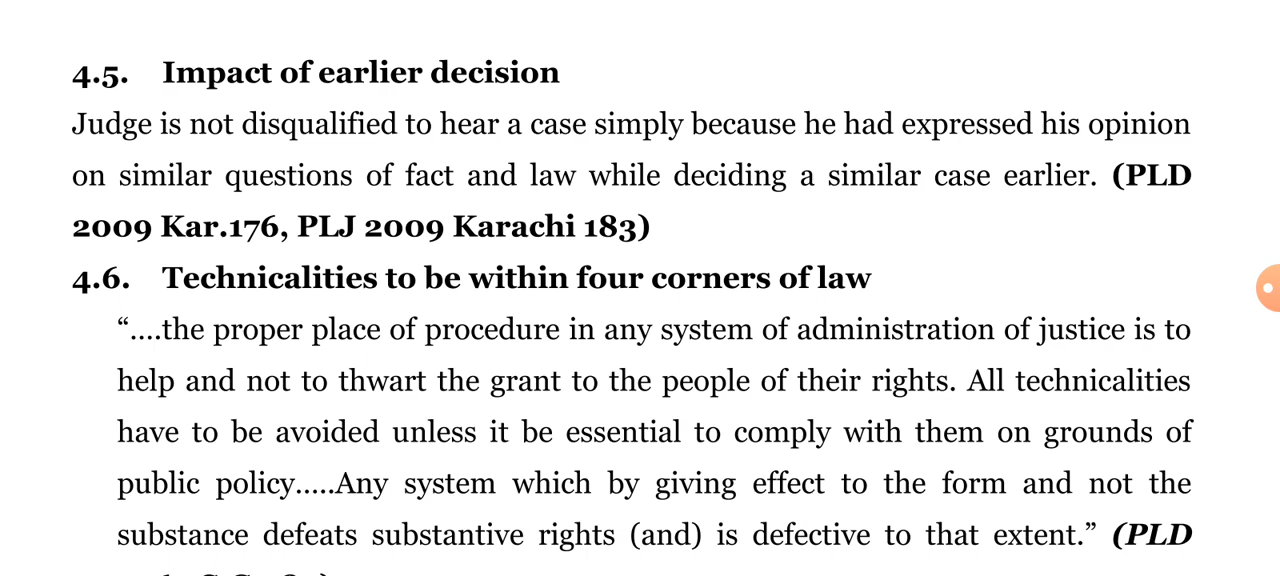 4.5. Impact of earlier decision
Judge is not disqualified to hear a case simply because he had expressed his opinion
on similar questions of fact and law while deciding a similar case earlier. (PLD
2009 Kar.176, PLJ 2009 Karachi 183)
4.6. Technicalities to be within four corners of law
“....the proper place of procedure in any system of administration of justice is to
help and not to thwart the grant to the people of their rights. All technicalities
have to be avoided unless it be essential to comply with them on grounds of
public policy.....Any system which by giving effect to the form and not the
substance defeats substantive rights (and) is defective to that extent.” (PLD